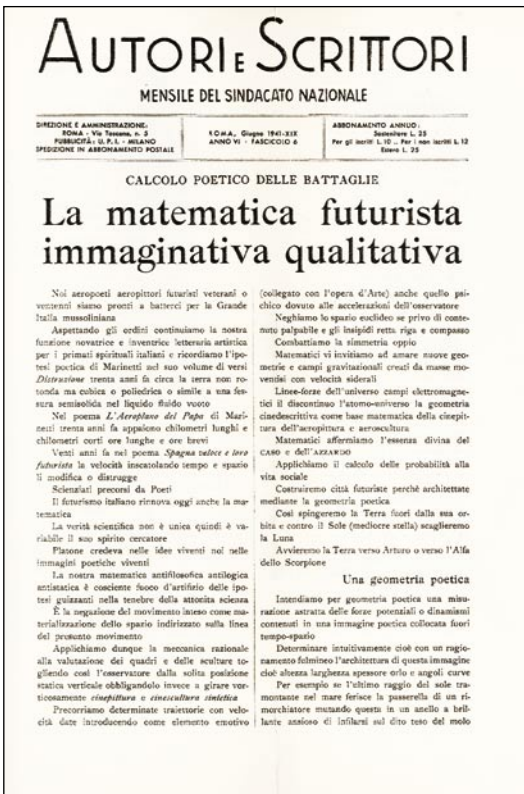 AUTORI E SCRITTORI
MENSILE DEL SINDACATO NAZIONALE
DIREZIONE E AMMINISTRAZIONE:
ROMA - Via Toscana, n. 5
PUBBLICITÀ: U. P. I. - MILANO
SPEDIZIONE IN ABBONAMENTO POSTALE
ROMA, Giugno 1941-XIX
ANNO VI - FASCICOLO 6
ABBONAMENTO ANNUO:
Sostenitore L. 25
Per gli iscritti L. 10 .. Per i non iscritti L. 12
Estero L. 25
CALCOLO POETICO DELLE BATTAGLIE
La matematica futurista
immaginativa qualitativa
Noi aeropoeti aeropittori futuristi veterani o
ventenni siamo pronti a batterci per la Grande
Italia mussoliniana
Aspettando gli ordini continuiamo la nostra
funzione novatrice e inventrice letteraria artistica
per i primati spirituali italiani e ricordiamo l'ipo-
tesi poetica di Marinetti nel suo volume di versi
Distruzione trenta anni fa circa la terra non ro-
tonda ma cubica o poliedrica o simile a una fes-
sura semisolida nel liquido fluido vuoto
Nel poema L'Aeroplano del Papa di Mari-
netti trenta anni fa appaiono chilometri lunghi e
chilometri corti ore lunghe e ore brevi
Venti anni fa nel poema Spagna veloce e toro
futurista la velocità inscatolando tempo e spazio
li modifica o distrugge
Scienziati precorsi da Poeti
Il futurismo italiano rinnova oggi anche la ma-
tematica
La verità scientifica non è unica quindi è va-
riabile il suo spirito cercatore
Platone credeva nelle idee viventi noi nelle
immagini poetiche viventi
La nostra matematica antifilosofica antilogica
antistatica è cosciente fuoco d'artifizio delle ipo-
tesi guizzanti nella tenebre della attonita scienza
È la negazione del movimento inteso come ma-
terializzazione dello spazio indirizzato sulla linea
del presunto movimento
Applichiamo dunque la meccanica razionale
alla valutazione dei quadri e delle sculture to-
gliendo così l'osservatore dalla solita posizione
statica verticale obbligandolo invece a girare vor-
ticosamente cinepittura e cinescultura sintetica
Precorriamo determinate traiettorie con velo-
cità date introducendo come elemento emotivo
(collegato con l'opera d'Arte) anche quello psi-
chico dovuto alle accelerazioni dell'osservatore
Neghiamo lo spazio euclideo se privo di conte-
nuto palpabile e gli insipidi retta riga e compasso
Combattiamo la simmetria oppio
Matematici vi invitiamo ad amare nuove geo-
metrie e campi gravitazionali creati da masse mo-
ventisi con velocità siderali
Linee-forze dell'universo campi elettromagne-
tici il discontinuo l'atomo-universo la geometria
cinedescrittiva come base matematica della cinepit-
tura dell'aeropittura e aeroscultura
Matematici affermiamo l'essenza divina del
CASO e dell'AZZARDO
Applichiamo il calcolo delle probabilità alla
vita sociale
Costruiremo città futuriste perchè architettate
mediante la geometria poetica
Così spingeremo la Terra fuori dalla sua or-
bita e contro il Sole (mediocre stella) scaglieremo
la Luna
Avvieremo la Terra verso Arturo o verso l'Alfa
dello Scorpione
Una geometria poetica
Intendiamo per geometria poetica una misu-
razione astratta delle forze potenziali o dinamismi
contenuti in una immagine poetica collocata fuori
tempo-spazio
Determinare intuitivamente cioè con un ragio-
namento fulmineo l'architettura di questa immagine
cioè altezza larghezza spessore orlo e angoli curve
Per esempio se l'ultimo raggio del sole tra-
montante nel mare ferisce la passerella di un ri-
morchiatore mutando questa in un anello a bril-
lante ansioso di infilarsi sul dito teso del molo